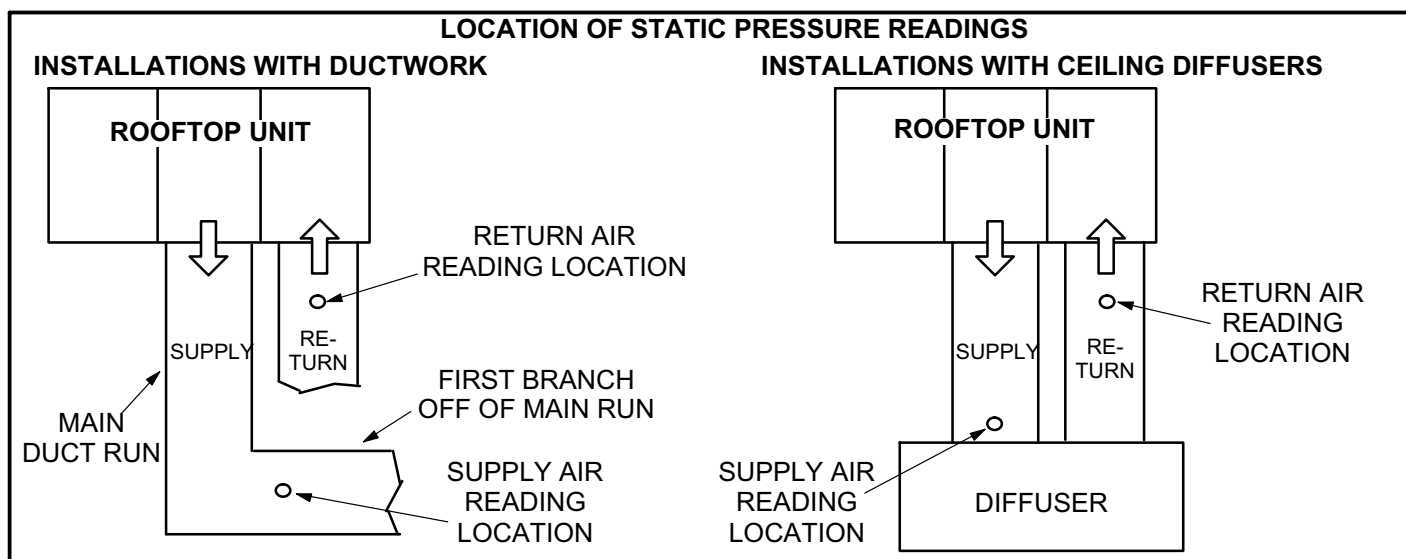 LOCATION OF STATIC PRESSURE READINGS
INSTALLATIONS WITH DUCTWORK
ROOFTOP UNIT
RETURN AIR
READING LOCATION
SUPPLY
RE-
TURN
FIRST BRANCH
OFF OF MAIN RUN
MAIN
DUCT RUN
SUPPLY AIR
READING
LOCATION
INSTALLATIONS WITH CEILING DIFFUSERS
ROOFTOP UNIT
RETURN AIR
READING
LOCATION
SUPPLY
RE-
TURN
SUPPLY AIR
READING
LOCATION
DIFFUSER